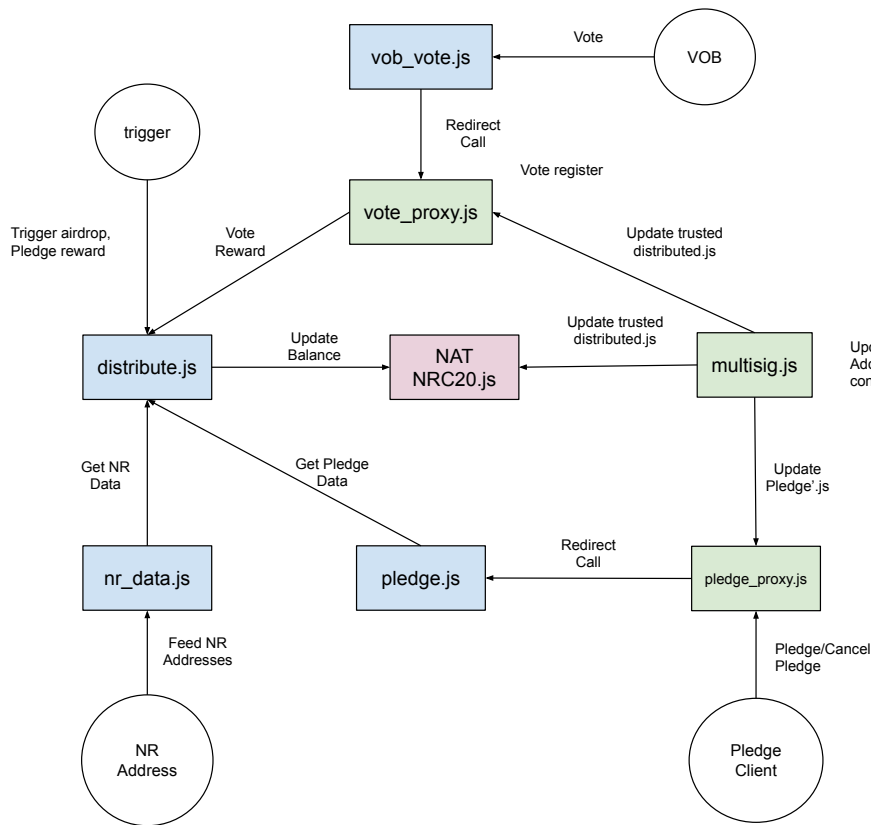 Vote
vob_vote.js
VOB
trigger
Redirect
Call
Vote register
vote_proxy.js
Trigger airdrop,
Pledge reward
Vote
Reward
Update trusted
distributed.js
Update
Balance
Update trusted
distributed.js
distribute.js
NAT
NRC20.js
multisig.js
Get NR
Data
Get Pledge
Data
Update
Pledge'.js
Redirect
Call
nr_data.js
pledge.js
pledge_proxy.js
Feed NR
Addresses
Pledge/Cancel
Pledge
NR
Address
Pledge
Client